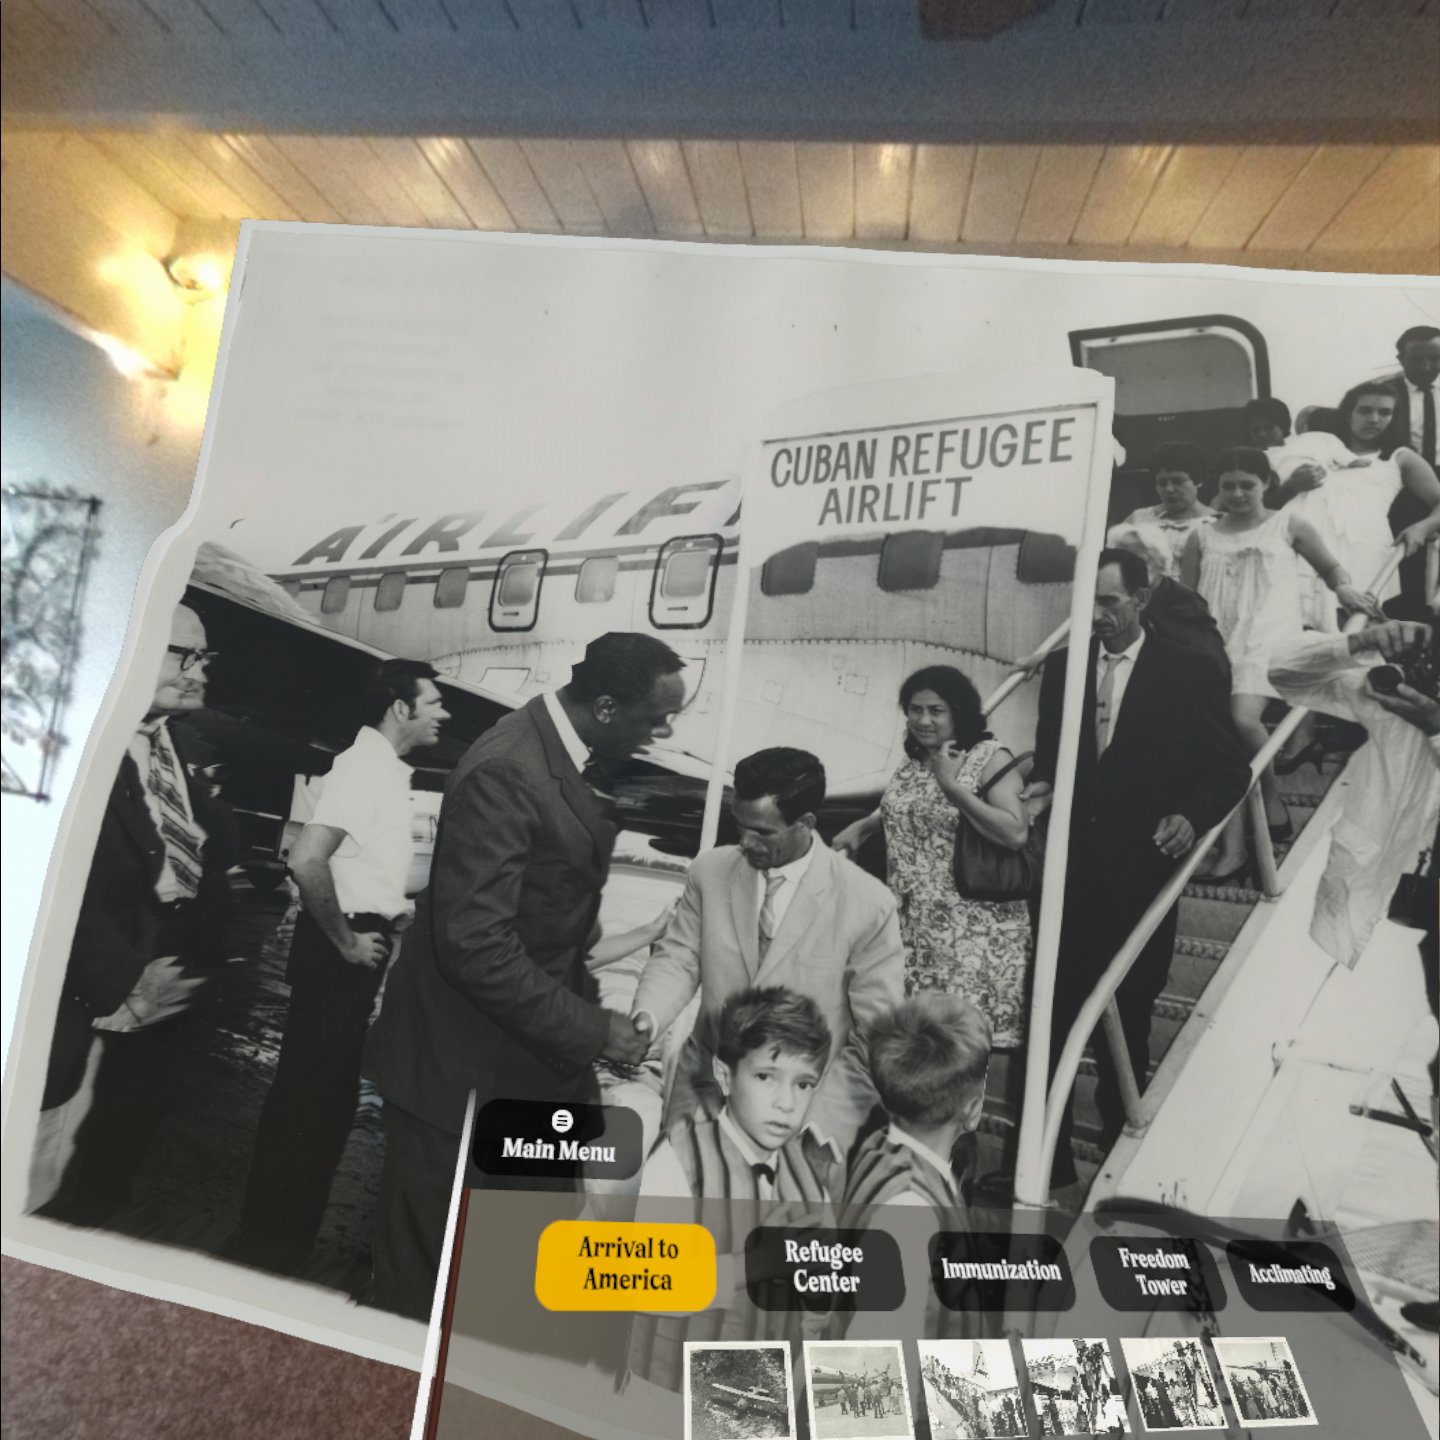 CUBAN REFUGEE
AIRLIFT
AIRLIF
Main Menu
Arrival to
America
Refugee
Center
Immunization
Freedom
Tower
Acclimating